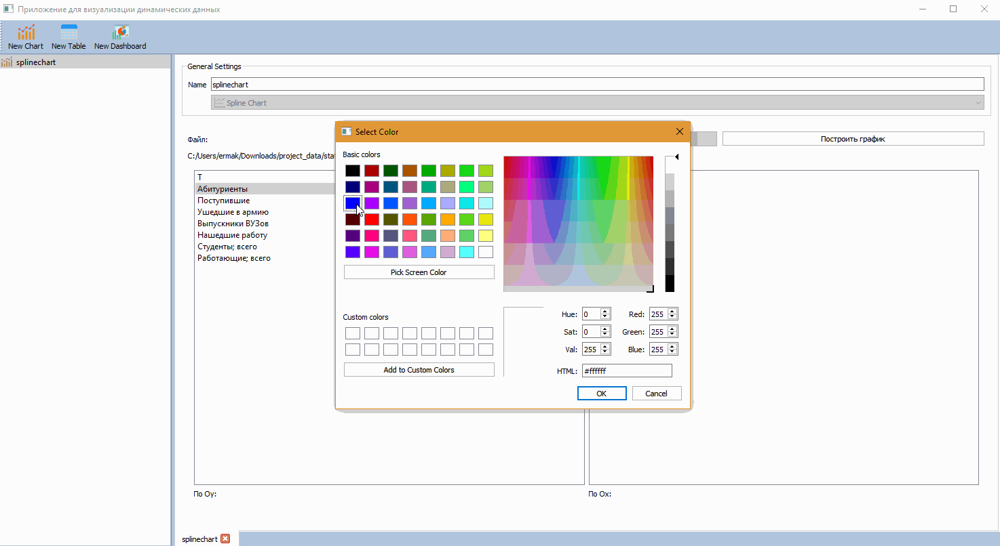 Приложение для визуализации динамических данных
New Chart New Table New Dashboard
splinechart
General Settings
Name splinechart
Spline Chart
Файл:
Построить график
C:/Users/ermak/Downloads/project_data/sta
Т
Абитуриенты
Поступившие
Ушедшие в армию
Выпускники ВУЗов
Нашедшие работу
Студенты; всего
Работающие; всего
По Oy:
По Ox:
Select Color
Basic colors
Pick Screen Color
Custom colors
Add to Custom Colors
Hue: 0 Red: 255
Sat: 0 Green: 255
Val: 255 Blue: 255
HTML: #ffffff
OK Cancel
splinechart